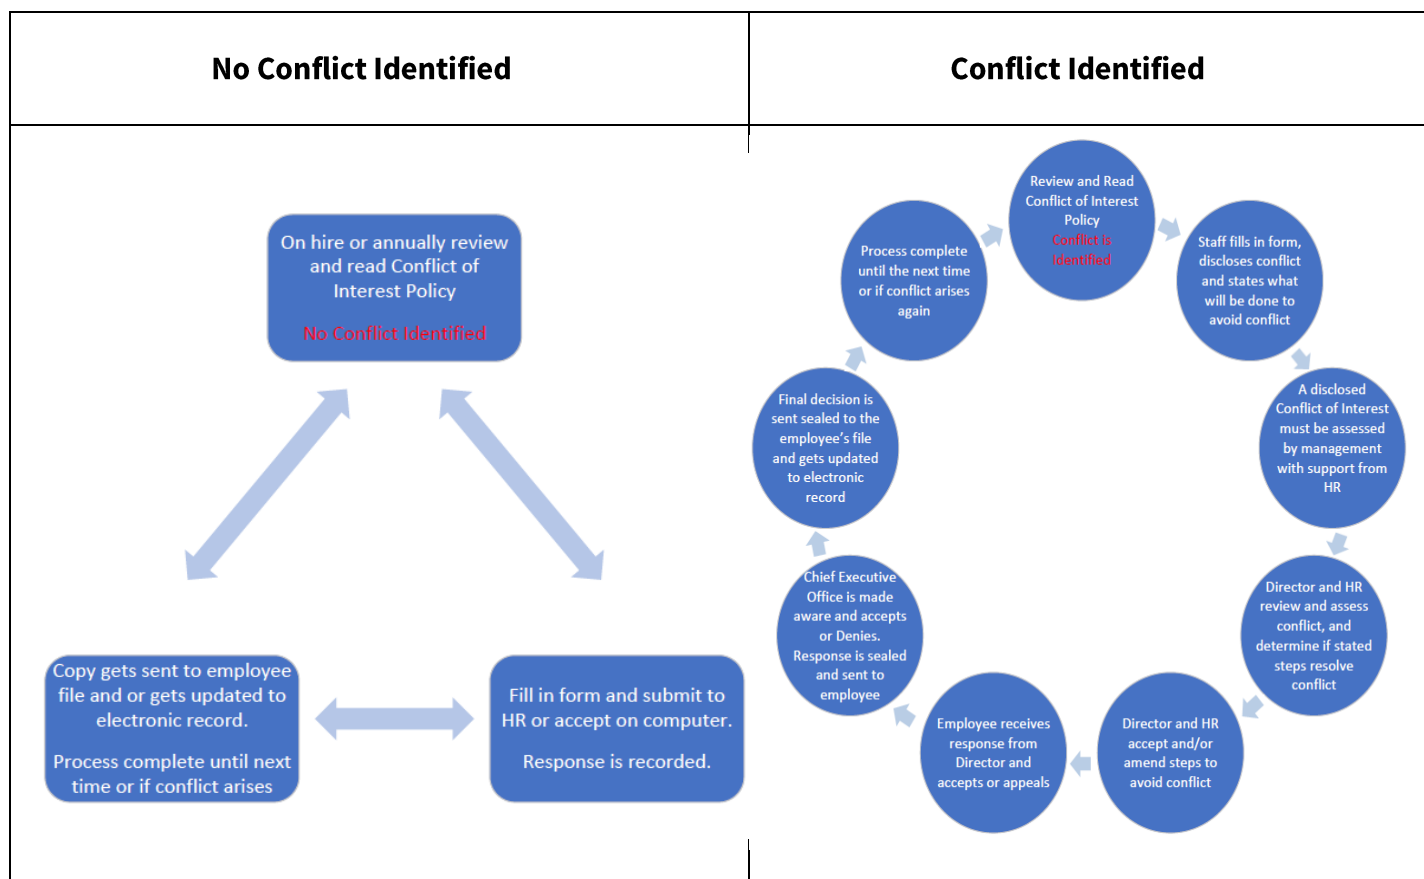 No Conflict Identified
Conflict Identified
On hire or annually review
and read Conflict of
Interest Policy
No Conflict Identified
Fill in form and submit to
HR or accept on computer.
Response is recorded.
Copy gets sent to employee
file and or gets updated to
electronic record.
Process complete until next
time or if conflict arises
Review and Read
Conflict of Interest
Policy
Conflict is
Identified
Staff fills in form,
discloses conflict
and states what
will be done to
avoid conflict
A disclosed
Conflict of Interest
must be assessed
by management
with support from
HR
Director and HR
review and assess
conflict, and
determine if stated
steps resolve
conflict
Director and HR
accept and/or
amend steps to
avoid conflict
Employee receives
response from
Director and
accepts or appeals
Chief Executive
Office is made
aware and accepts
or Denies.
Response is sealed
and sent to
employee
Final decision is
sent sealed to the
employee’s file
and gets updated
to electronic
record
Process complete
until the next time
or if conflict arises
again